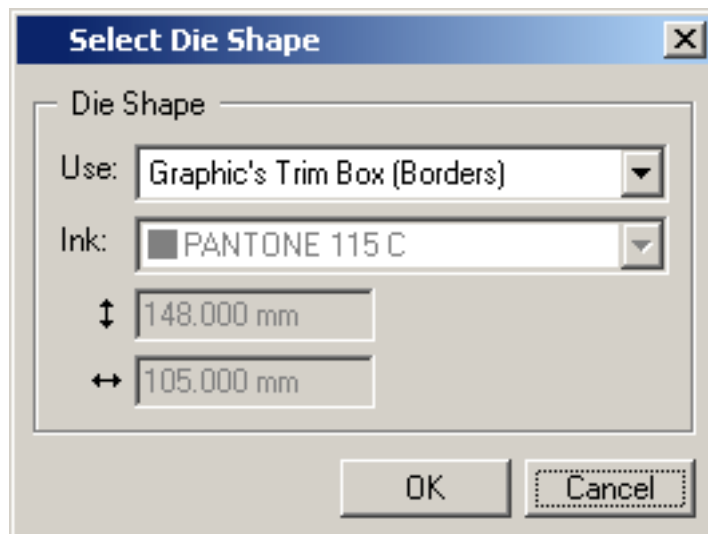 Select Die Shape
Die Shape
Use: Graphic's Trim Box (Borders)
Ink: PANTONE 115 C
148.000 mm
105.000 mm
OK Cancel